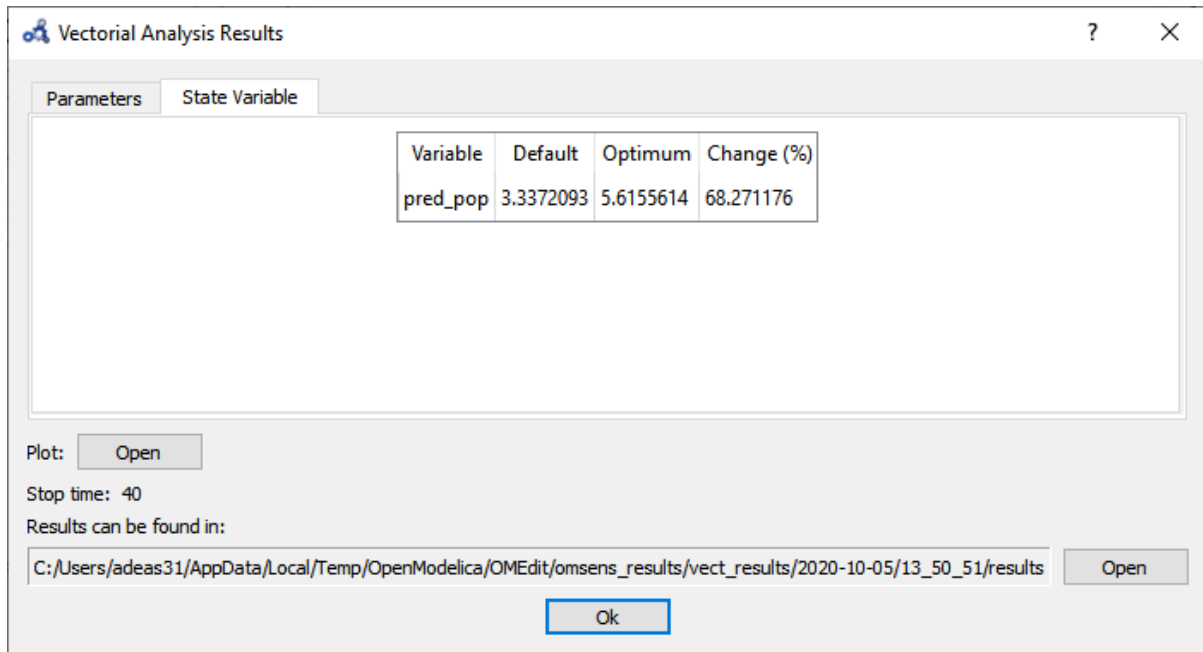 Vectorial Analysis Results ?
Parameters State Variable
Variable Default Optimum Change (%)
pred_pop 3.3372093 5.6155614 68.271176
Plot: Open
Stop time: 40
Results can be found in:
C:/Users/adeas31/AppData/Local/Temp/OpenModelica/OMEdit/omsens_results/vect_results/2020-10-05/13_50_51/results Open
Ok